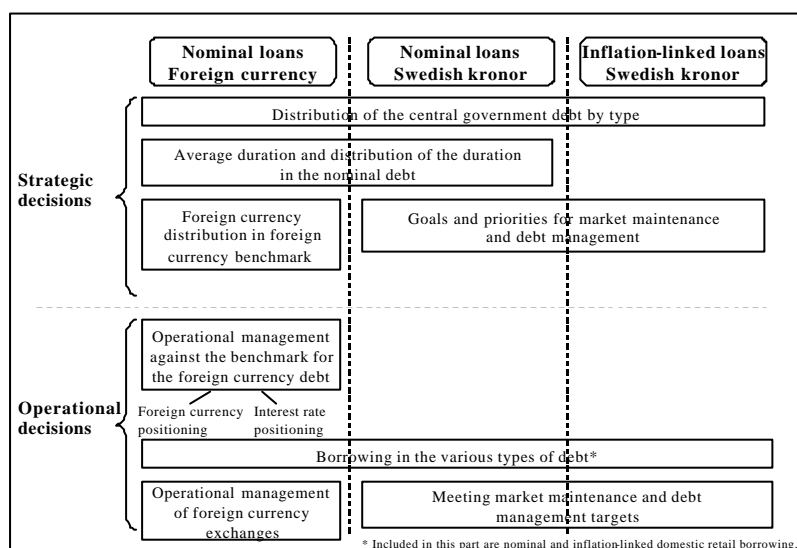 Nominal loans
Foreign currency
Nominal loans
Swedish kronor
Inflation-linked loans
Swedish kronor
Distribution of the central government debt by type
Average duration and distribution of the duration
in the nominal debt
Strategic
decisions
Foreign currency
distribution in foreign
currency benchmark
Goals and priorities for market maintenance
and debt management
Operational management
against the benchmark for
the foreign currency debt
Foreign currency
positioning
Interest rate
positioning
Operational
decisions
Borrowing in the various types of debt*
Operational management
of foreign currency
exchanges
Meeting market maintenance and debt
management targets
* Included in this part are nominal and inflation-linked domestic retail borrowing.